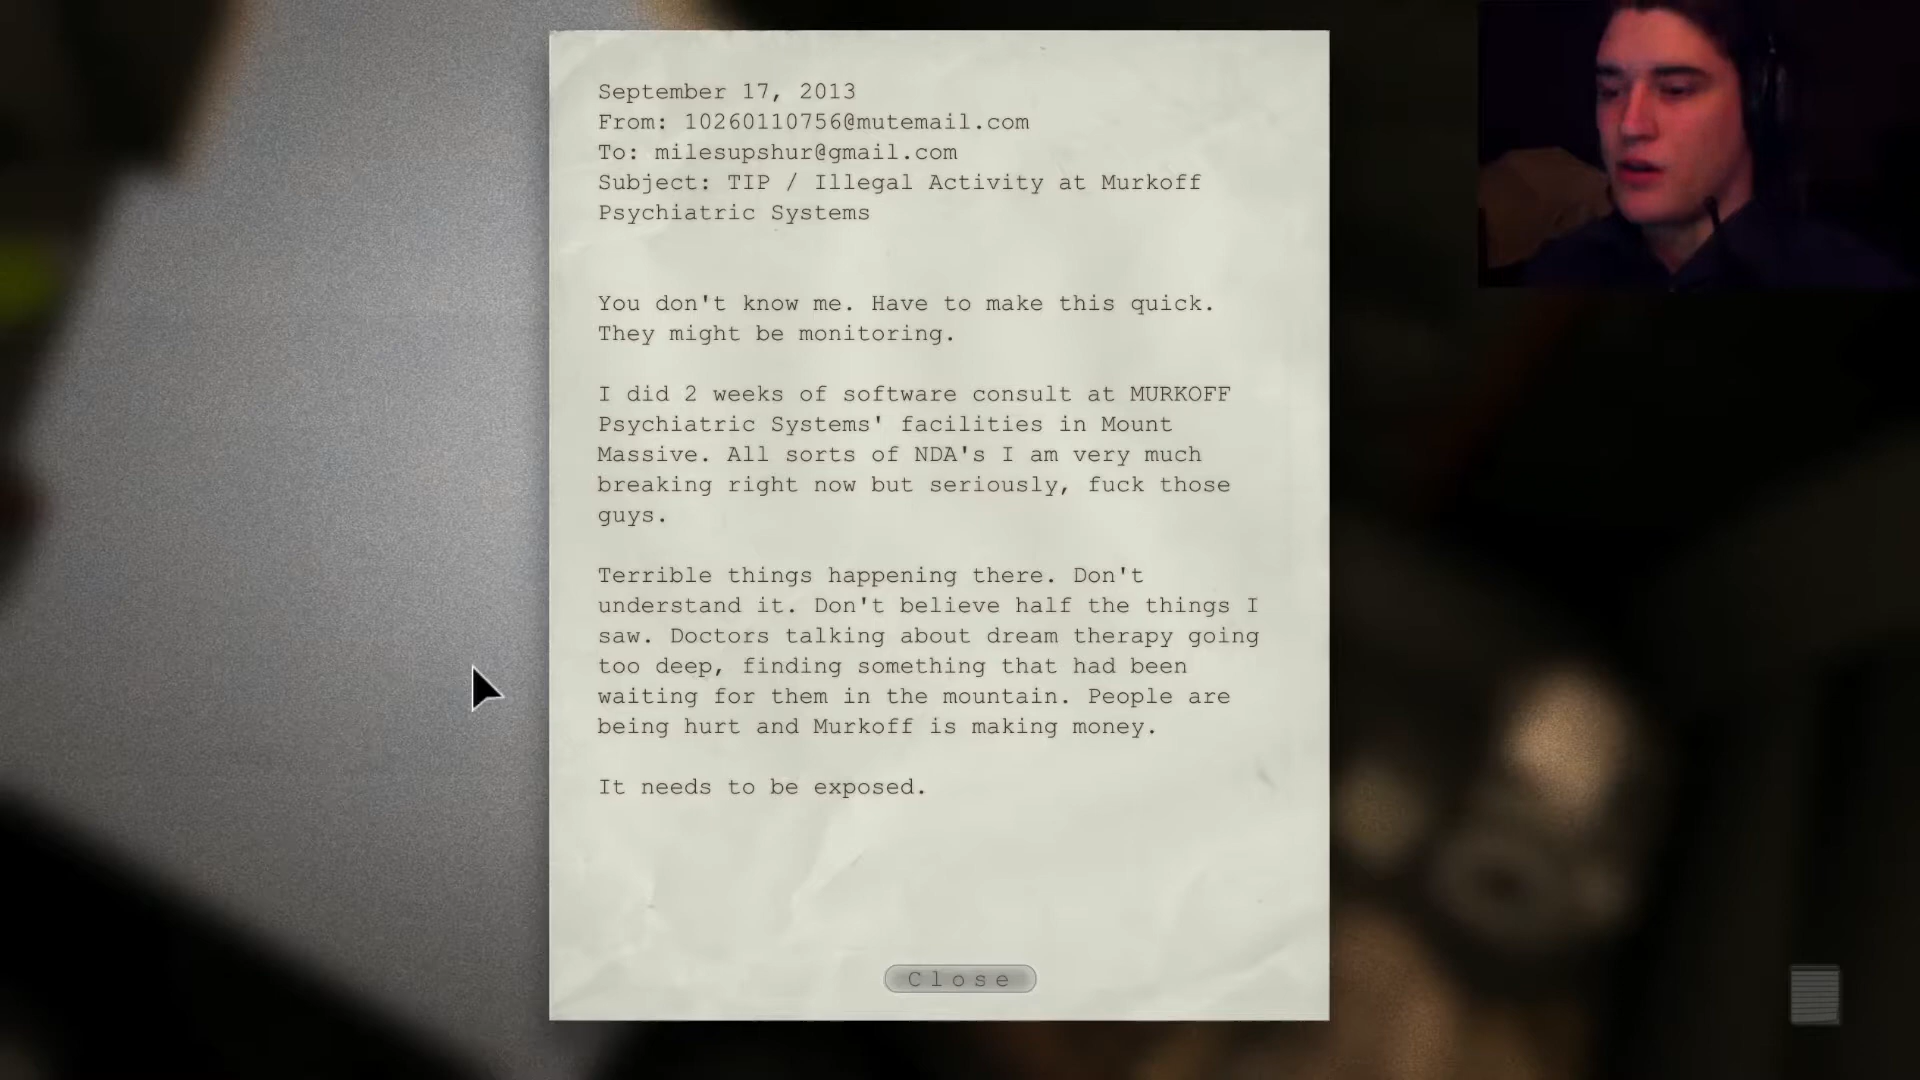 September 17, 2013
From: 10260110756@mutemail.com
To: milesupshur@gmail.com
Subject: TIP / Illegal Activity at Murkoff
Psychiatric Systems
You don't know me. Have to make this quick.
They might be monitoring.
I did 2 weeks of software consult at MURKOFF
Psychiatric Systems' facilities in Mount
Massive. All sorts of NDA's I am very much
breaking right now but seriously, fuck those
guys.
Terrible things happening there. Don't
understand it. Don't believe half the things I
saw. Doctors talking about dream therapy going
too deep, finding something that had been
waiting for them in the mountain. People are
being hurt and Murkoff is making money.
It needs to be exposed.
Close